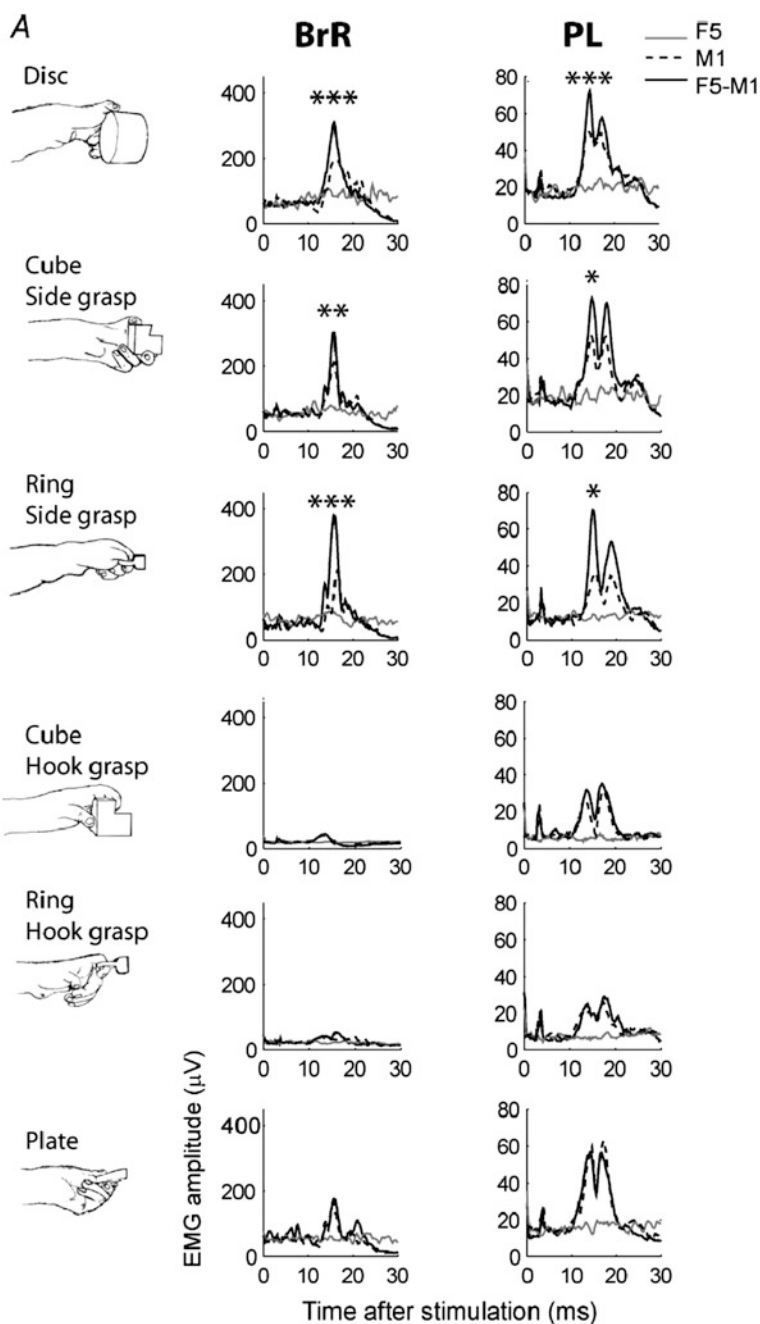 A
BrR
PL
F5
M1
F5-M1
Disc
400
200
0
***
0 10 20 30
80
60
40
20
0
***
0 10 20 30
Cube
Side grasp
400
200
0
**
0 10 20 30
80
60
40
20
0
*
0 10 20 30
Ring
Side grasp
400
200
0
***
0 10 20 30
80
60
40
20
0
*
0 10 20 30
Cube
Hook grasp
400
200
0
0 10 20 30
80
60
40
20
0
0 10 20 30
Ring
Hook grasp
400
200
0
0 10 20 30
80
60
40
20
0
0 10 20 30
Plate
EMG amplitude (μV)
400
200
0
0 10 20 30
80
60
40
20
0
0 10 20 30
Time after stimulation (ms)